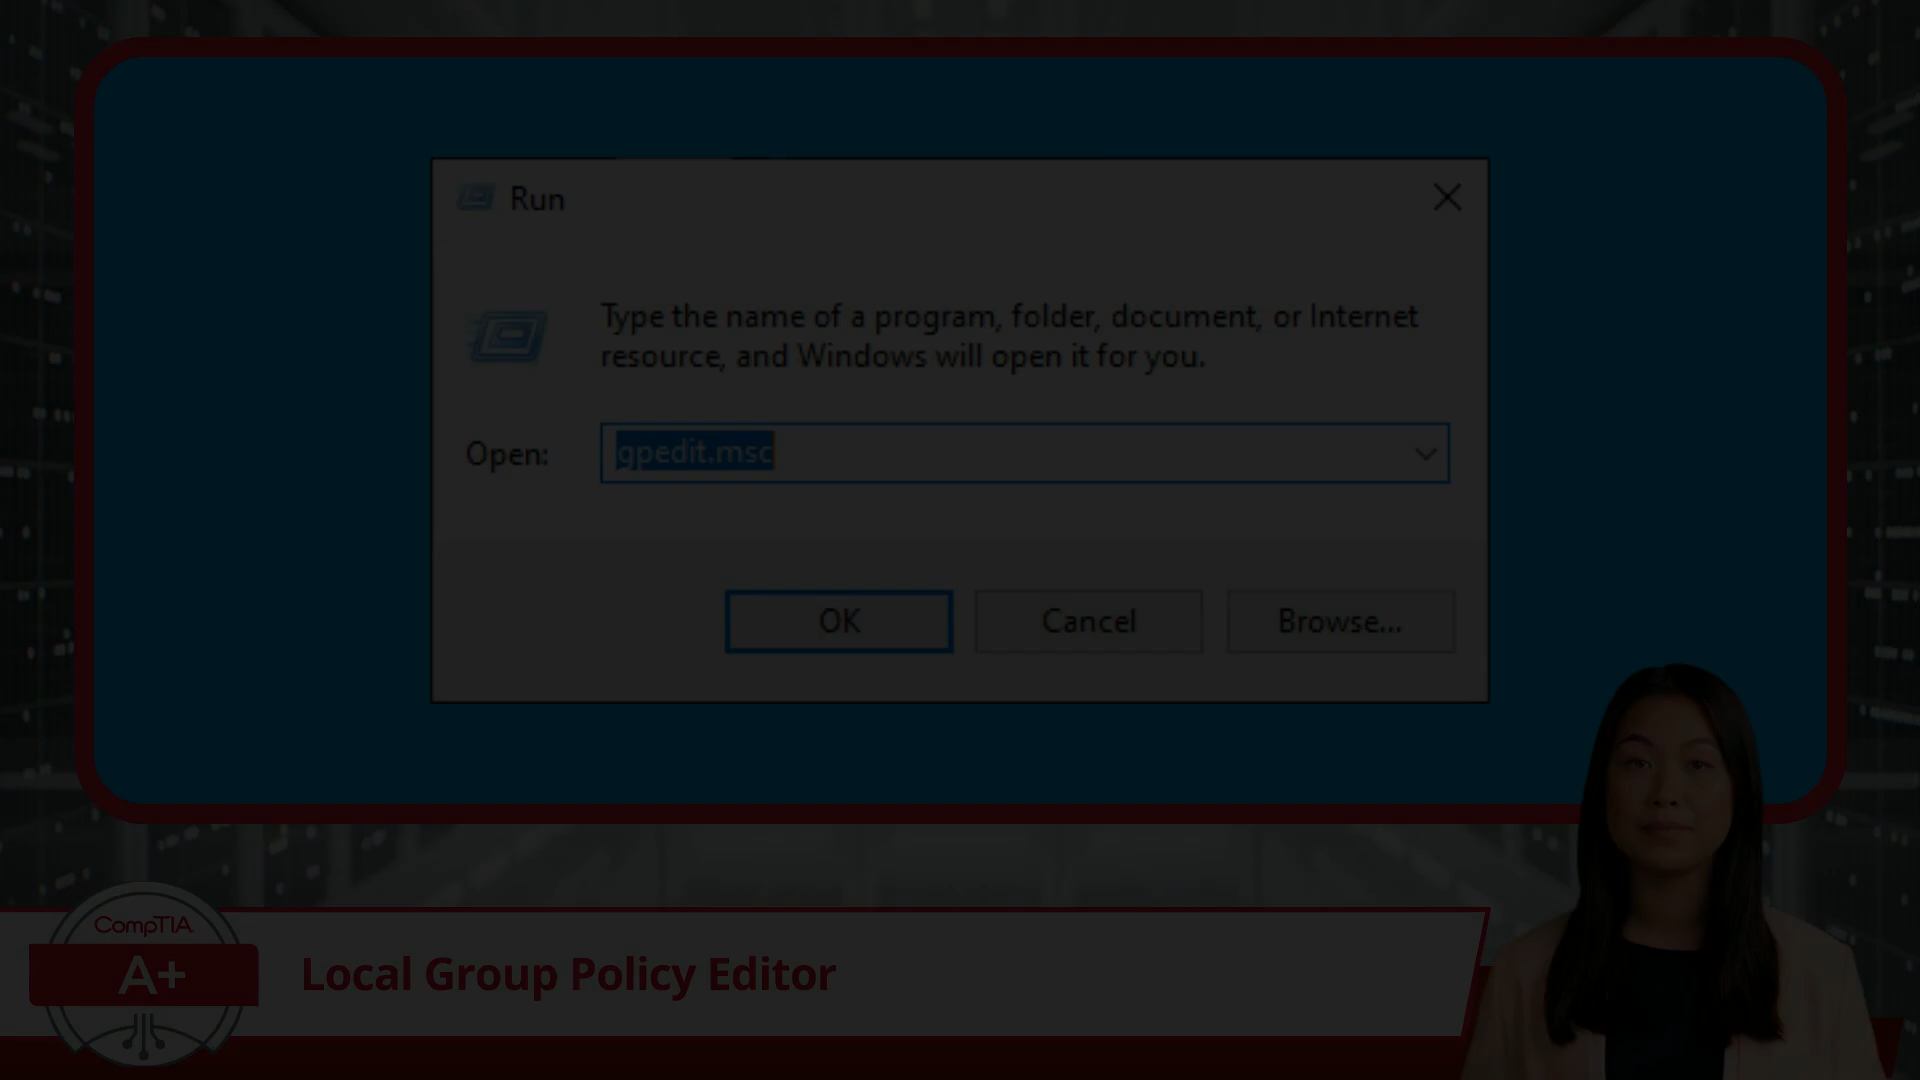 Run
Type the name of a program, folder, document, or Internet
resource, and Windows will open it for you.
Open:
gpedit.msc
OK
Cancel
Browse...
CompTIA
A+
Local Group Policy Editor